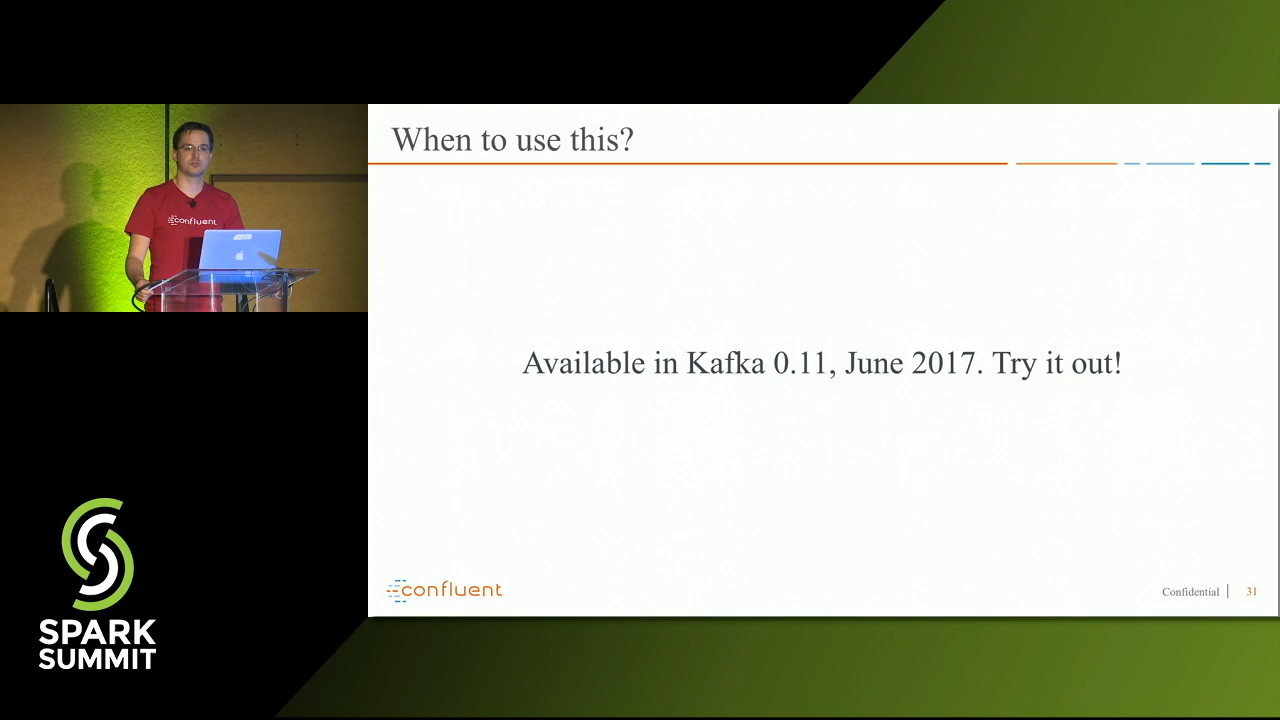 When to use this?
confluent
Available in Kafka 0.11, June 2017. Try it out!
confluent
Confidential | 31
SPARK
SUMMIT